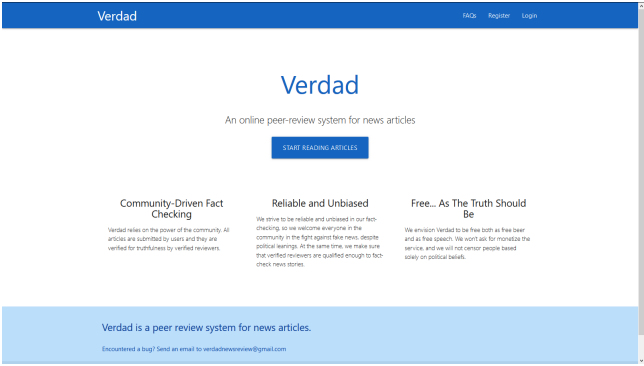 Verdad
FAQs Register Login
Verdad
An online peer-review system for news articles
START READING ARTICLES
Community-Driven Fact
Checking
Verdad relies on the power of the community. All
articles are submitted by users and they are
verified for truthfulness by verified reviewers.
Reliable and Unbiased
We strive to be reliable and unbiased in our fact-
checking, so we welcome everyone in the
community in the fight against fake news, despite
political leanings. At the same time, we make sure
that verified reviewers are qualified enough to fact-
check news stories.
Free... As The Truth Should
Be
We envision Verdad to be free both as free beer
and as free speech. We won't ask for monetize the
service, and we will not censor people based
solely on political beliefs.
Verdad is a peer review system for news articles.
Encountered a bug? Send an email to verdadnewereview@gmail.com